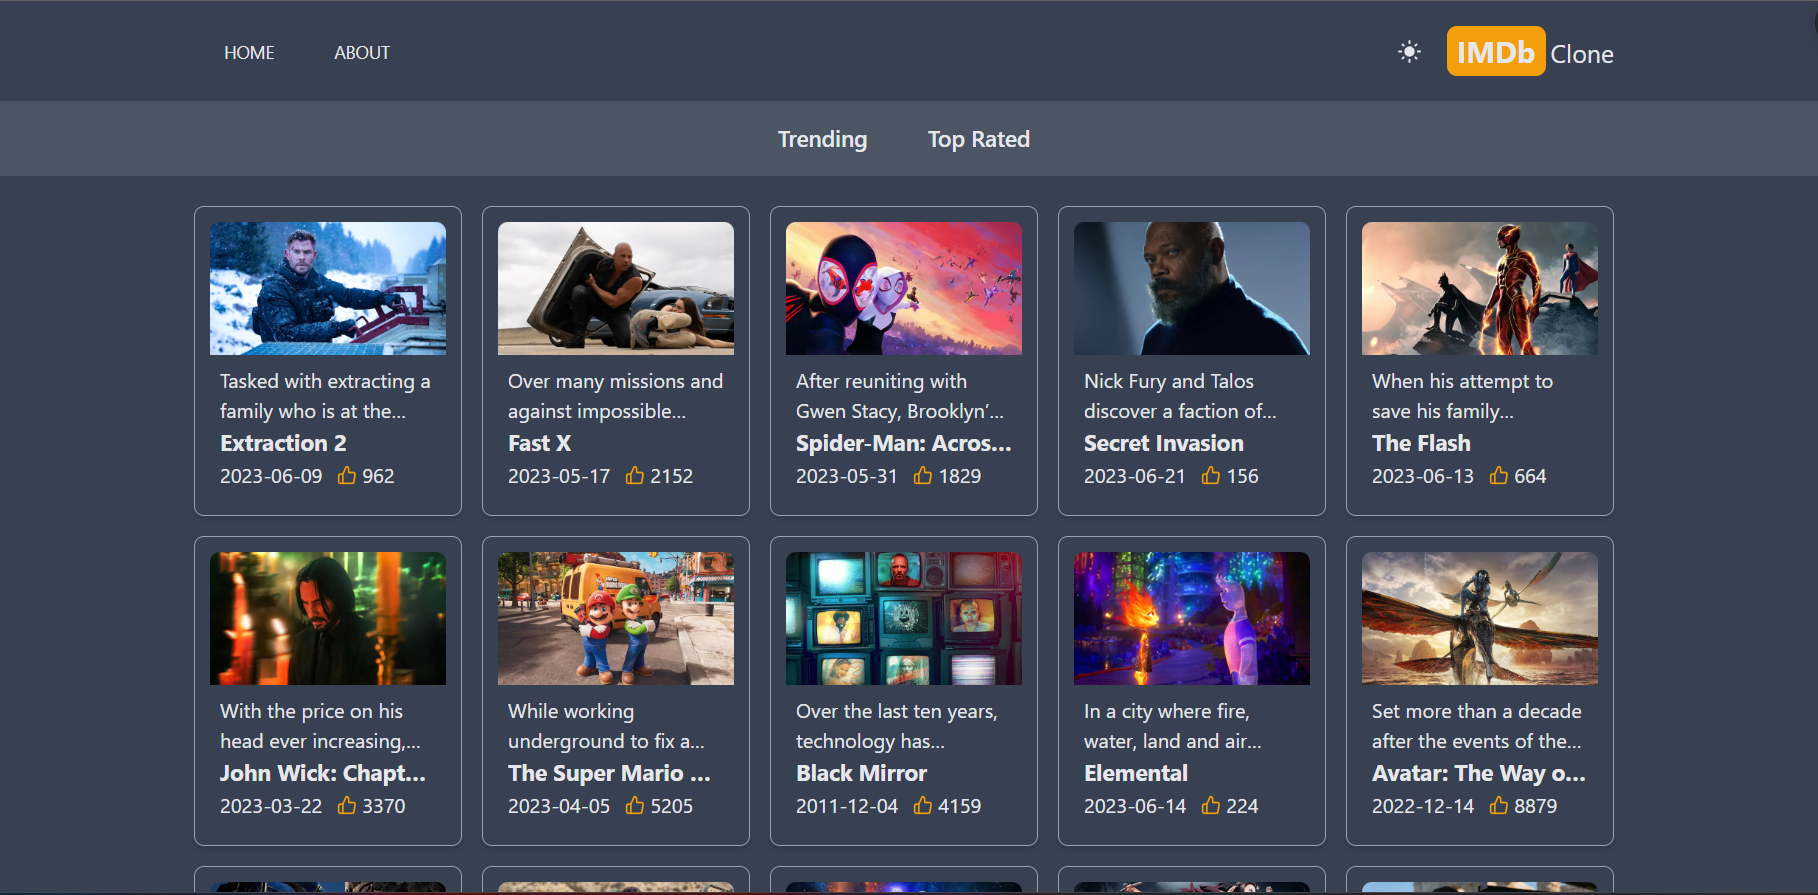 HOME ABOUT IMDb Clone
Trending Top Rated
Tasked with extracting a
family who is at the...
Extraction 2
2023-06-09 962
Over many missions and
against impossible...
Fast X
2023-05-17 2152
After reuniting with
Gwen Stacy, Brooklyn’...
Spider-Man: Acros...
2023-05-31 1829
Nick Fury and Talos
discover a faction of...
Secret Invasion
2023-06-21 156
When his attempt to
save his family...
The Flash
2023-06-13 664
With the price on his
head ever increasing,...
John Wick: Chapt...
2023-03-22 3370
While working
underground to fix a...
The Super Mario ...
2023-04-05 5205
Over the last ten years,
technology has...
Black Mirror
2011-12-04 4159
In a city where fire,
water, land and air...
Elemental
2023-06-14 224
Set more than a decade
after the events of the...
Avatar: The Way o...
2022-12-14 8879